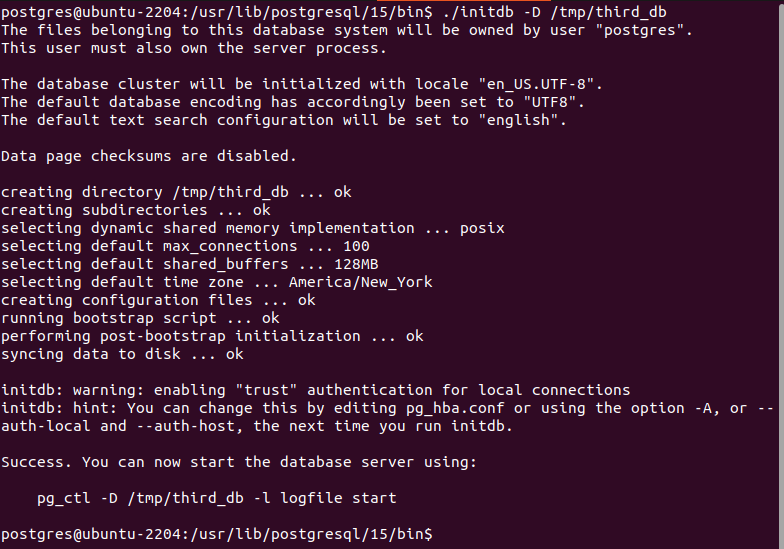 postgres@ubuntu-2204:/usr/lib/postgresql/15/bin$ ./initdb -D /tmp/third_db
The files belonging to this database system will be owned by user "postgres".
This user must also own the server process.

The database cluster will be initialized with locale "en_US.UTF-8".
The default database encoding has accordingly been set to "UTF8".
The default text search configuration will be set to "english".

Data page checksums are disabled.

creating directory /tmp/third_db ... ok
creating subdirectories ... ok
selecting dynamic shared memory implementation ... posix
selecting default max_connections ... 100
selecting default shared_buffers ... 128MB
selecting default time zone ... America/New_York
creating configuration files ... ok
running bootstrap script ... ok
performing post-bootstrap initialization ... ok
syncing data to disk ... ok

initdb: warning: enabling "trust" authentication for local connections
initdb: hint: You can change this by editing pg_hba.conf or using the option -A, or --
auth-local and --auth-host, the next time you run initdb.

Success. You can now start the database server using:

    pg_ctl -D /tmp/third_db -l logfile start

postgres@ubuntu-2204:/usr/lib/postgresql/15/bin$